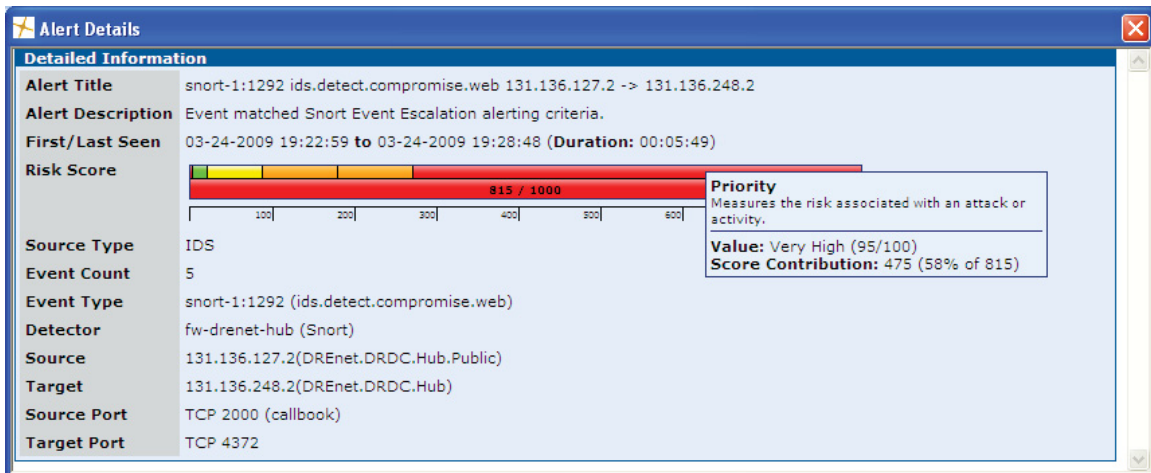 Alert Details
Detailed Information
Alert Title snort-1:1292 ids.detect.compromise.web 131.136.127.2 -> 131.136.248.2
Alert Description Event matched Snort Event Escalation alerting criteria.
First/Last Seen 03-24-2009 19:22:59 to 03-24-2009 19:28:48 (Duration: 00:05:49)
Risk Score
815 / 1000
100 200 300 400 500 600
Priority
Measures the risk associated with an attack or
activity.
Value: Very High (95/100)
Score Contribution: 475 (58% of 815)
Source Type IDS
Event Count 5
Event Type snort-1:1292 (ids.detect.compromise.web)
Detector fw-drenet-hub (Snort)
Source 131.136.127.2(DREnet.DRDC.Hub.Public)
Target 131.136.248.2(DREnet.DRDC.Hub)
Source Port TCP 2000 (callbook)
Target Port TCP 4372